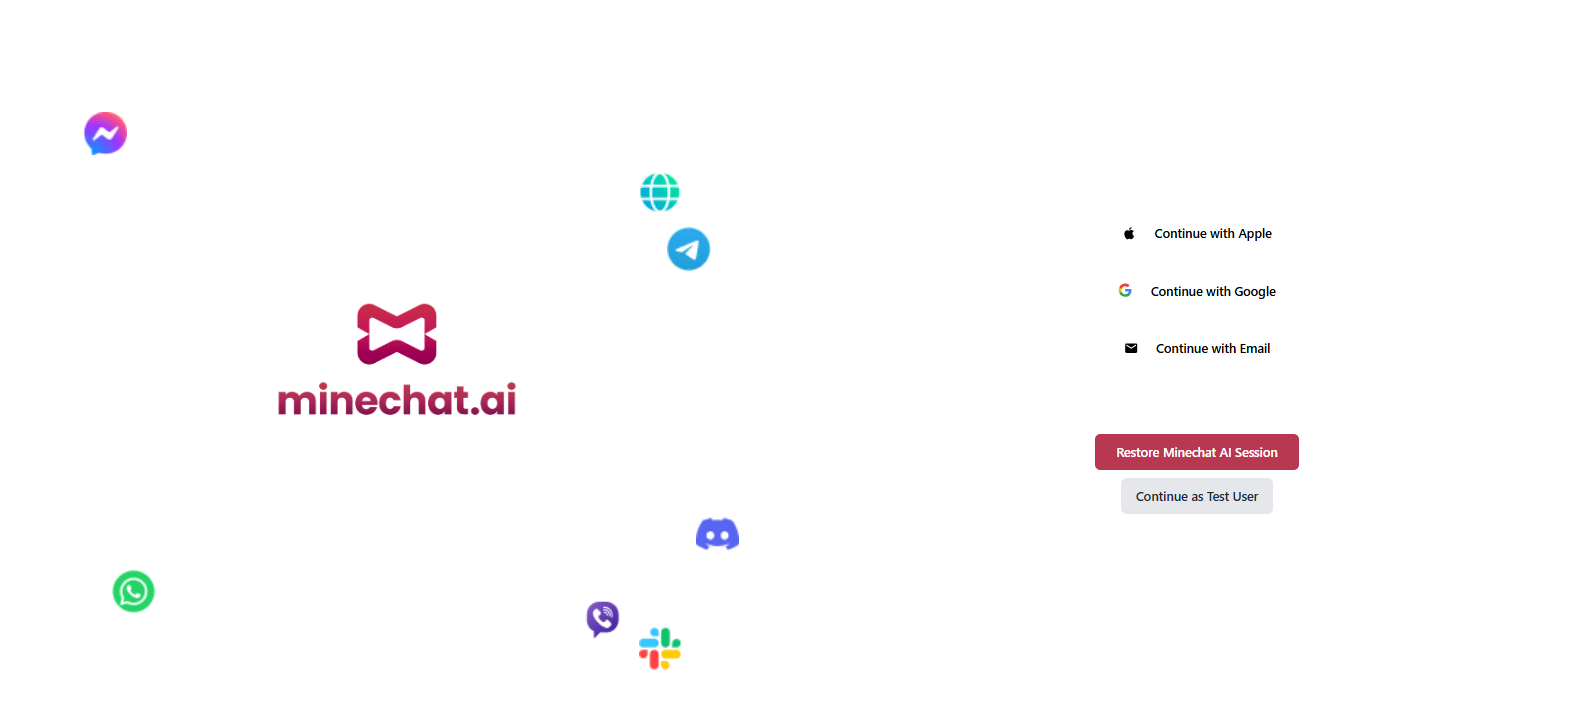 minechat.ai
Continue with Apple
Continue with Google
Continue with Email
Restore Minechat AI Session
Continue as Test User